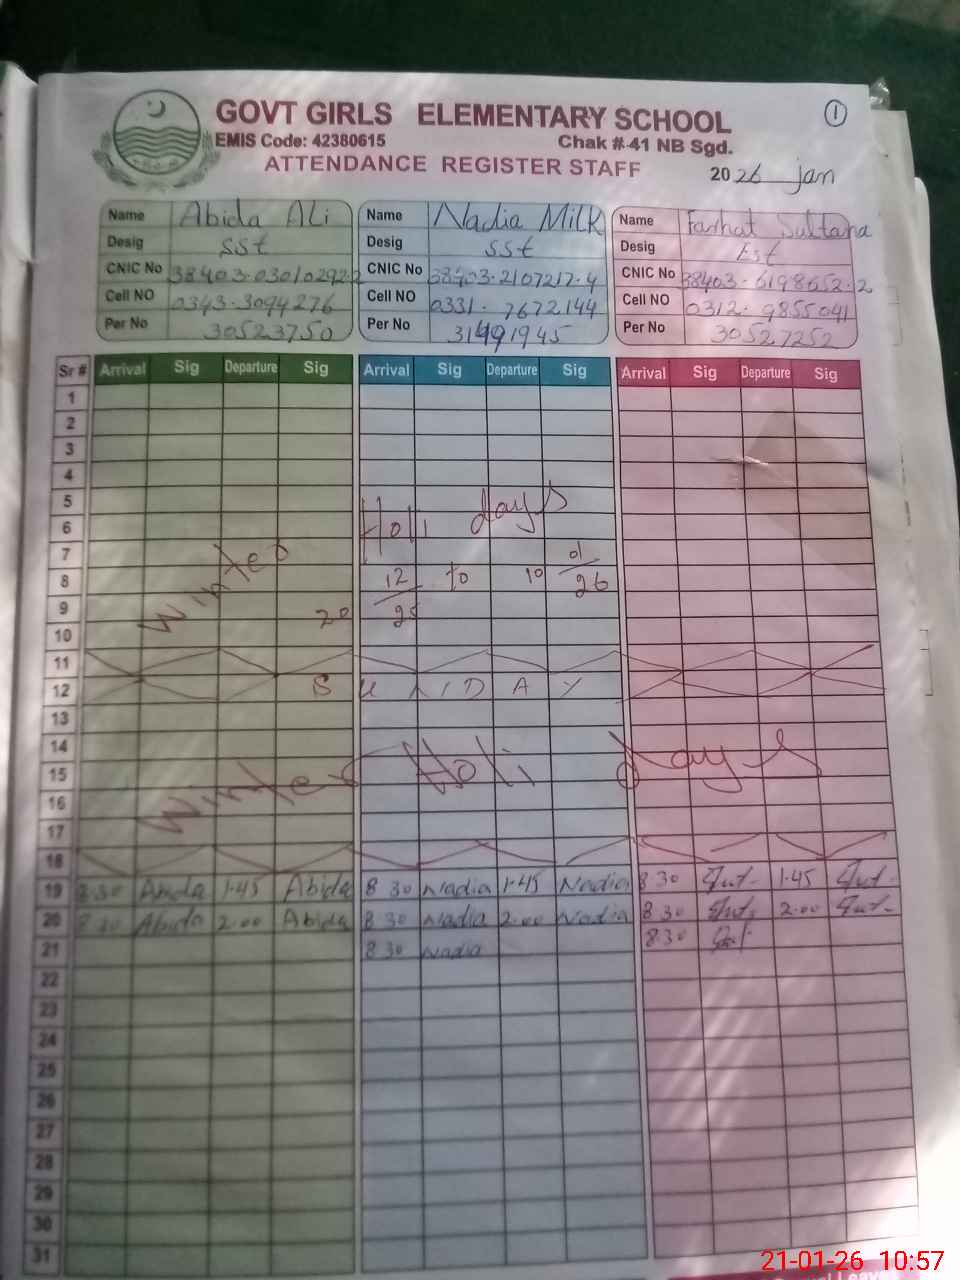 GOVT GIRLS ELEMENTARY SCHOOL
1
EMIS Code: 42380615 Chak #.41 NB Sgd.
ATTENDANCE REGISTER STAFF
2026 Jan
Name Abida Ali Name Nadia Milk Name Farhat Sultana
Desig SSt Desig SSt Desig Est
CNIC No 38403-03010292-2 CNIC No 38403-2107217-4 CNIC No 38403-6198652-2
Cell NO 0343-3094276 Cell NO 0331-7672144 Cell NO 0312-9855041
Per No 30523750 Per No 31491945 Per No 30527252
Sr # Arrival Sig Departure Sig Arrival Sig Departure Sig Arrival Sig Departure Sig
1
2
3
4
5
6
Winter Holi days
7
8
20 12/25 to 10 01/26
9
10
11
12 SUNDAY
13
14
15
Winter Holi days
16
17
18
19 8 30 Abida 1.45 Abida 8 30 Nadia 1.45 Nadia 8 30 1.45
20 8 30 Abida 2.00 Abida 8 30 Nadia 2.00 Nadia 8 30 2.00
21 8 30 Nadia 8 30
22
23
24
25
26
27
28
29
30
31
21-01-26 10:57